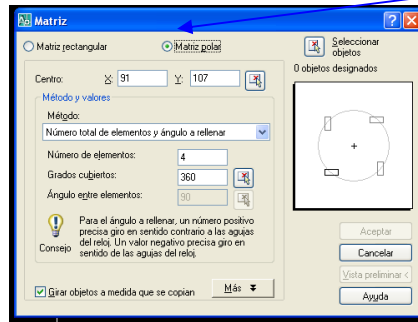 Matriz
Matriz rectangular
Matriz polar
Seleccionar objetos
0 objetos designados
Centro: X: 91 Y: 107
Método y valores
Método:
Número total de elementos y ángulo a rellenar
Número de elementos: 4
Grados cubiertos: 360
Ángulo entre elementos: 90
Consejo
Para el ángulo a rellenar, un número positivo
precisa giro en sentido contrario a las agujas
del reloj. Un valor negativo precisa giro en
sentido de las agujas del reloj.
Girar objetos a medida que se copian
Más
Aceptar
Cancelar
Vista preliminar <
Ayuda